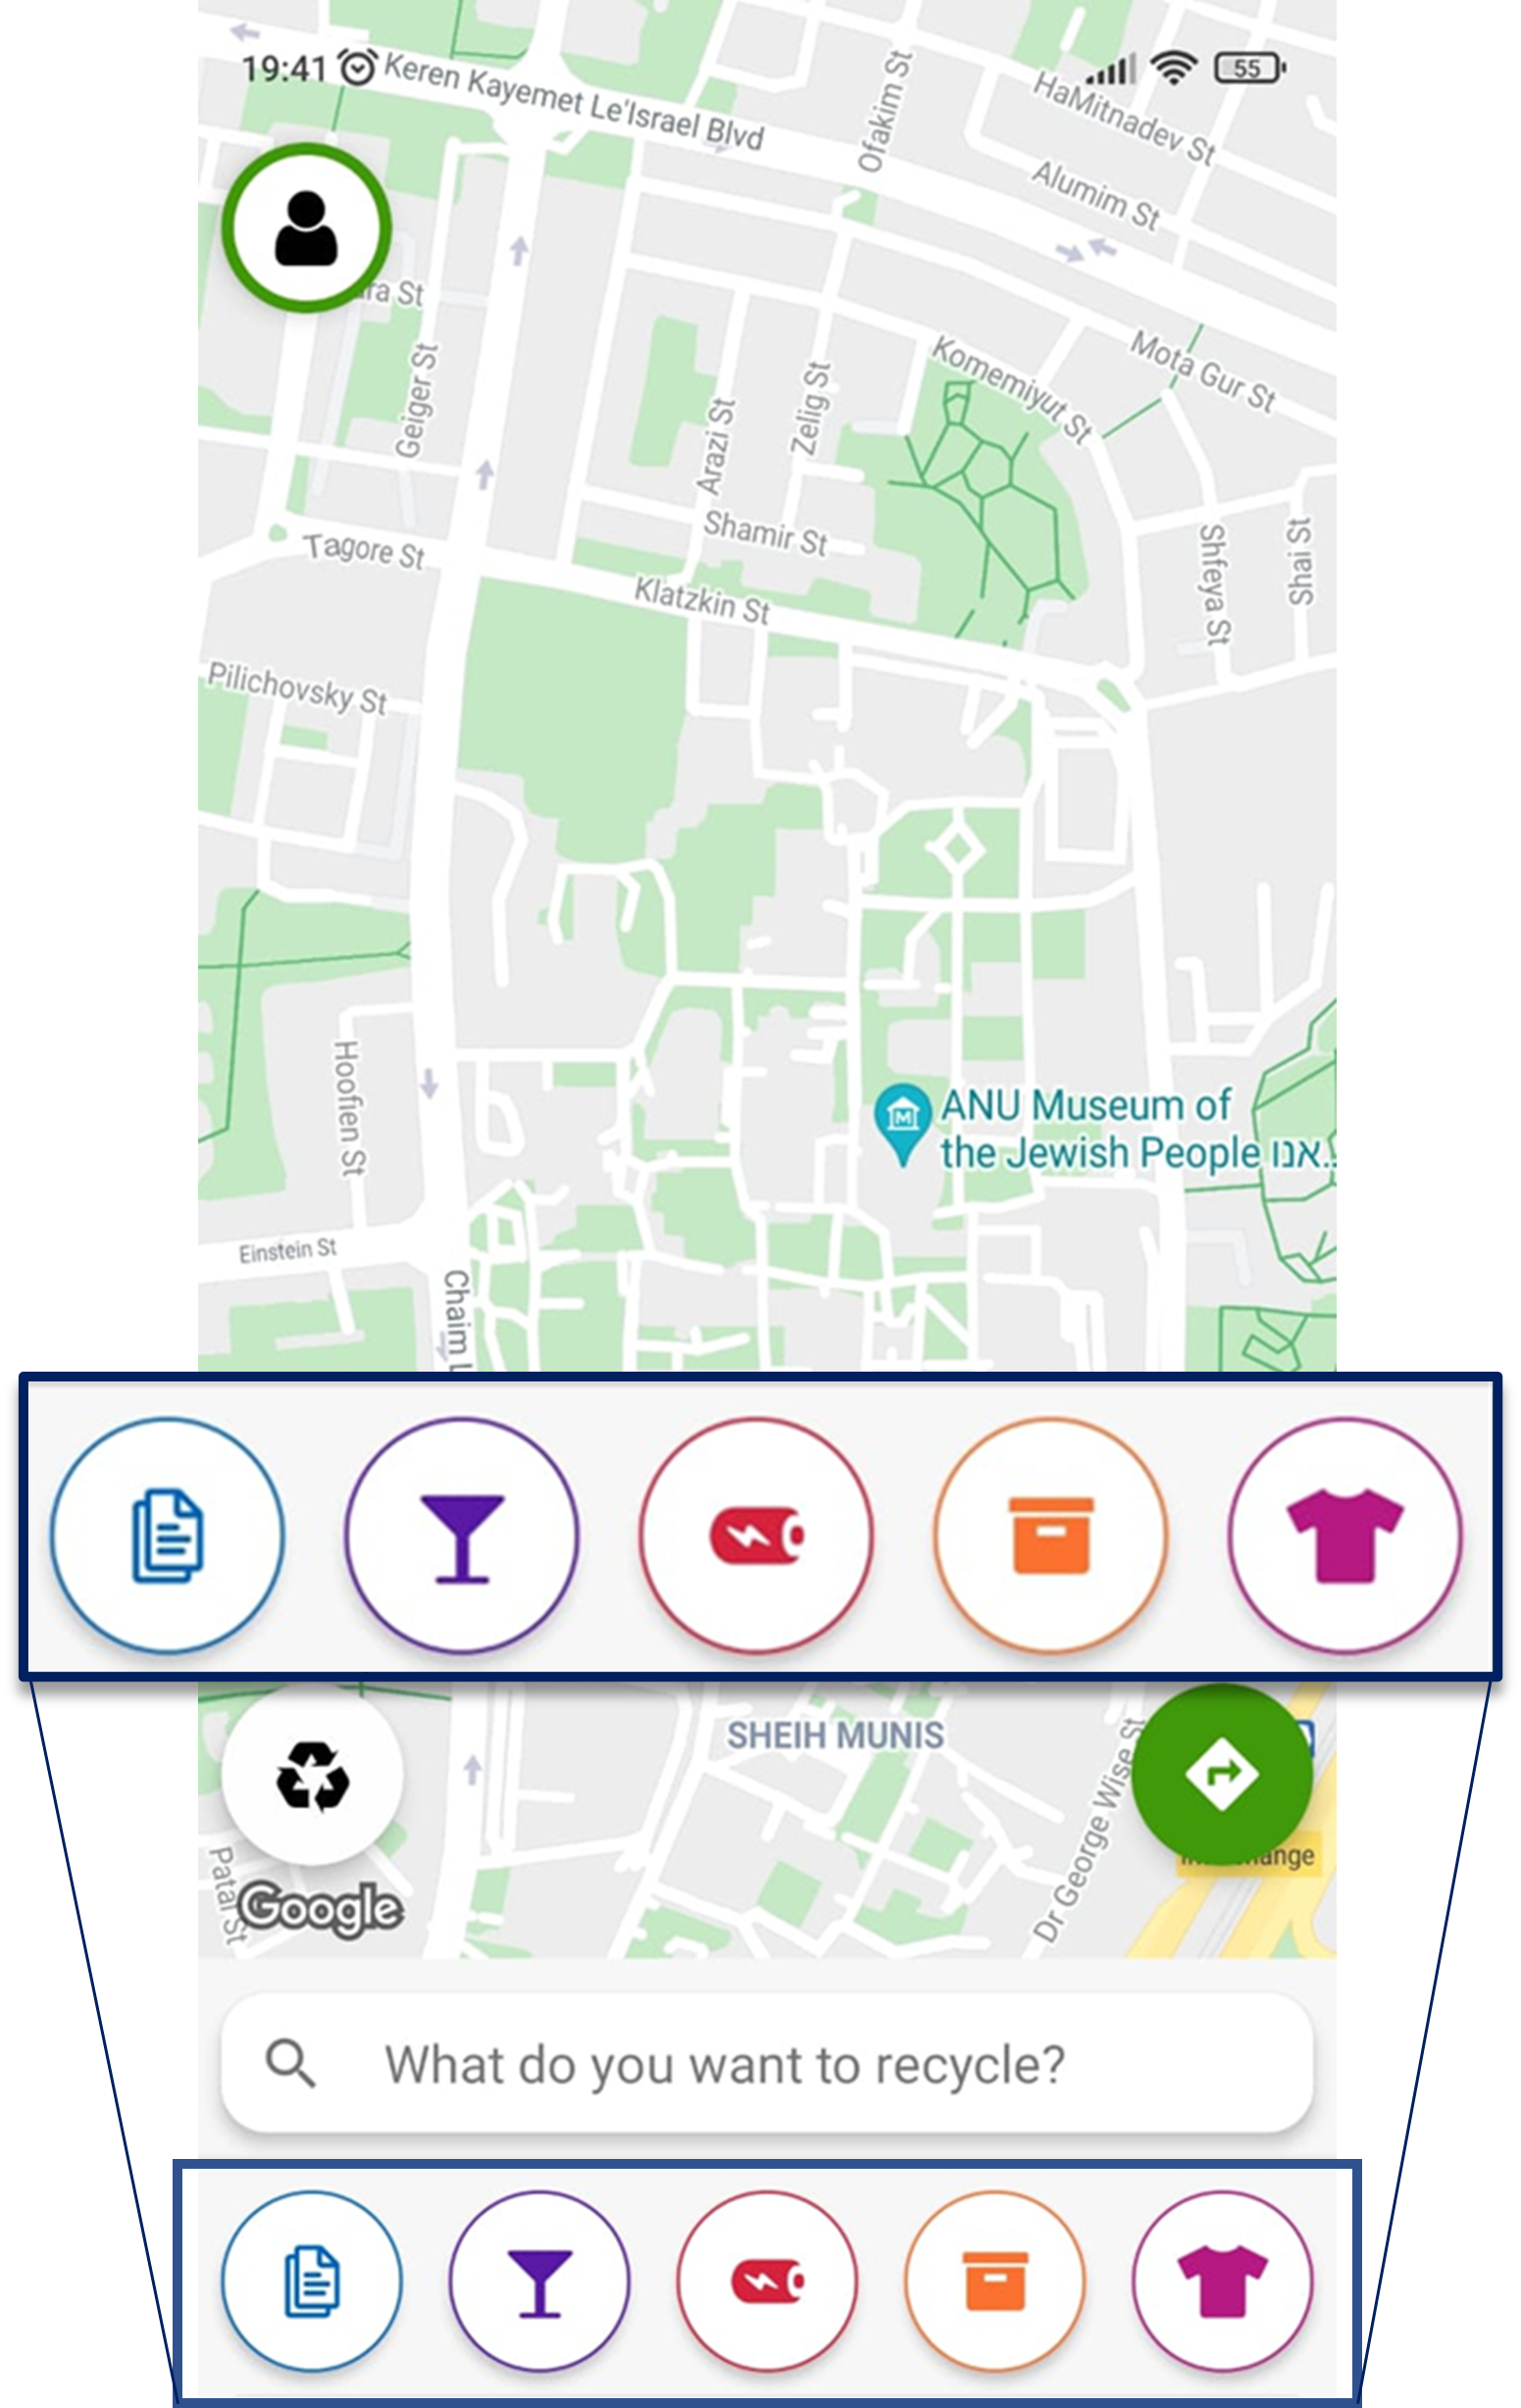 19:41
55
Keren Kayemet Le'Israel Blvd
Ofakim St
HaMitnadev St
Alumim St
ra St
Geiger St
Arazi St
Zelig St
Komemiyut St
Mota Gur St
Shamir St
Tagore St
Klatzkin St
Shfeya St
Shai St
Pilichovsky St
Hoofien St
M
ANU Museum of
the Jewish People אנו...
Einstein St
Chaim L
SHEIH MUNIS
Dr George Wise St
Patai St
Google
What do you want to recycle?